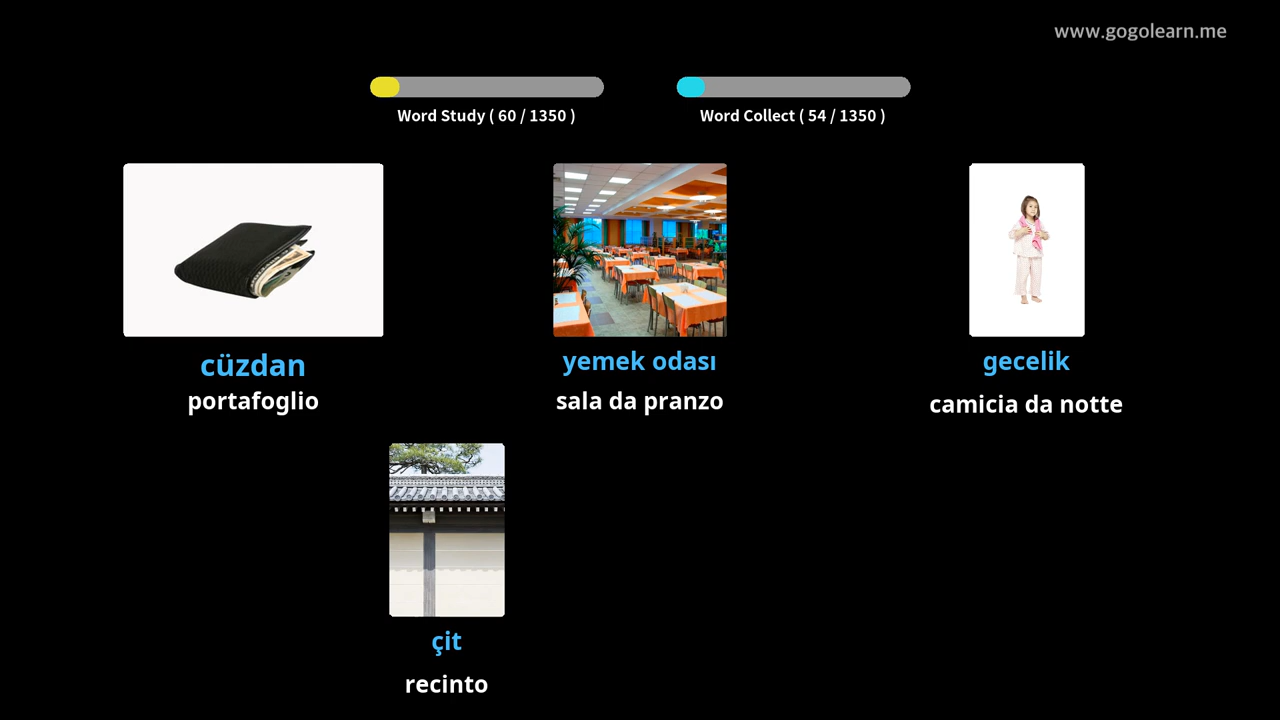 www.gogolearn.me
Word Study ( 60 / 1350 )
Word Collect ( 54 / 1350 )
cüzdan
portafoglio
yemek odası
sala da pranzo
gecelik
camicia da notte
çit
recinto